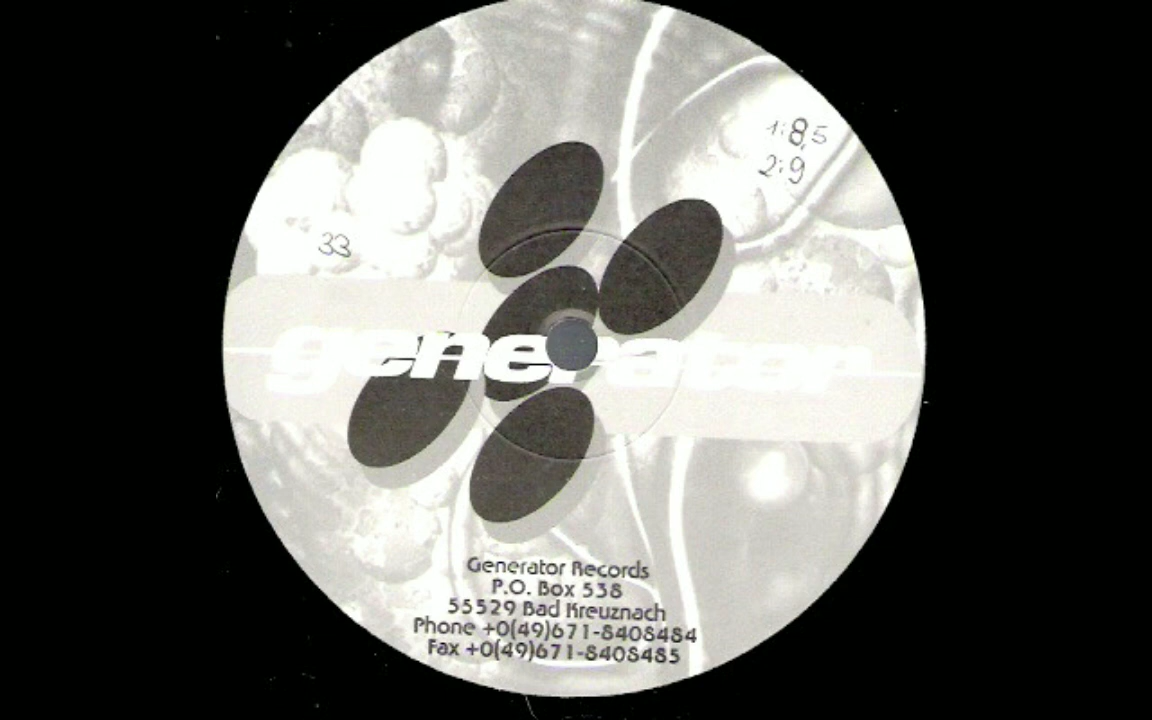 1:8,5
2:9
33
generator
Generator Records
P.O. Box 538
55529 Bad Kreuznach
Phone +0(49)671-8408484
Fax +0(49)671-8408485